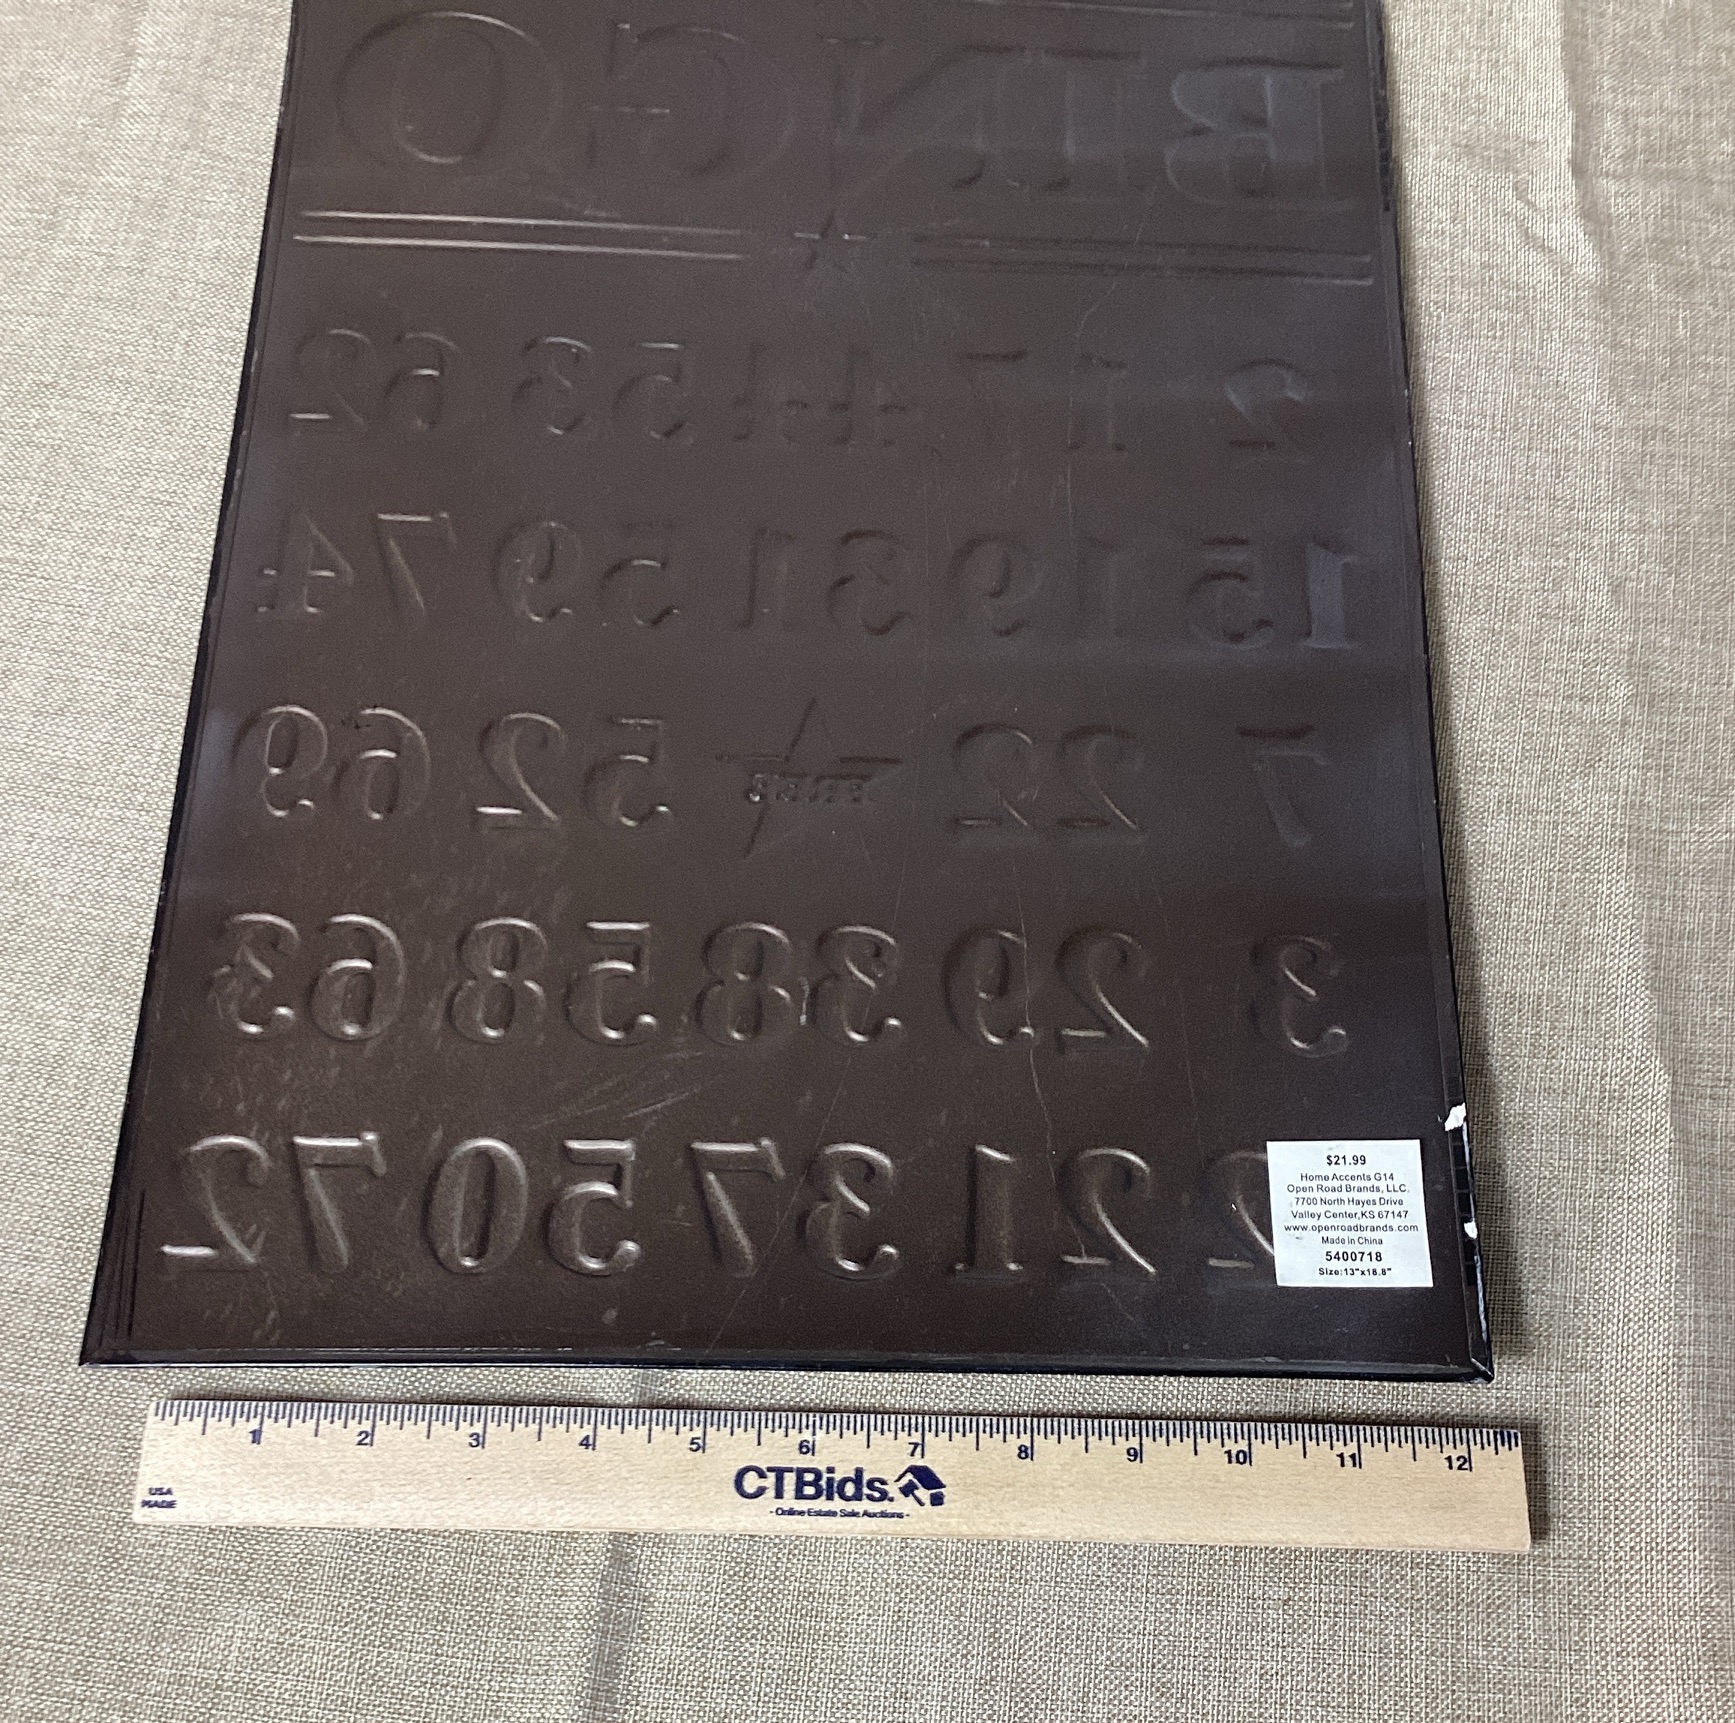 BINGO
2 17 44 53 62
15 19 31 59 74
7 22 52 69
3 29 38 58 63
2 21 37 50 72
$21.99
Home Accents G14
Open Road Brands, LLC.
7700 North Hayes Drive
Valley Center,KS 67147
www.openroadbrands.com
Made in China
5400718
Size:13"x18.8"
1 2 3 4 5 6 7 8 9 10 11 12
USA
MADE
CTBids.
- Online Estate Sale Auctions -